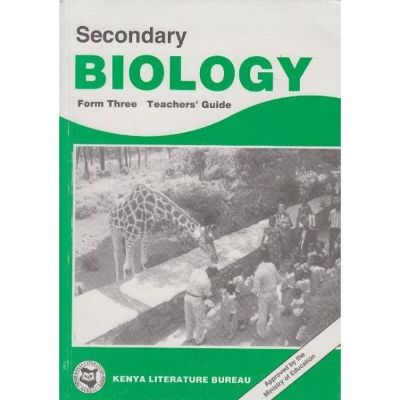 Secondary
BIOLOGY
Form Three Teachers' Guide
Approved by the
Ministry of Education
KENYA LITERATURE BUREAU